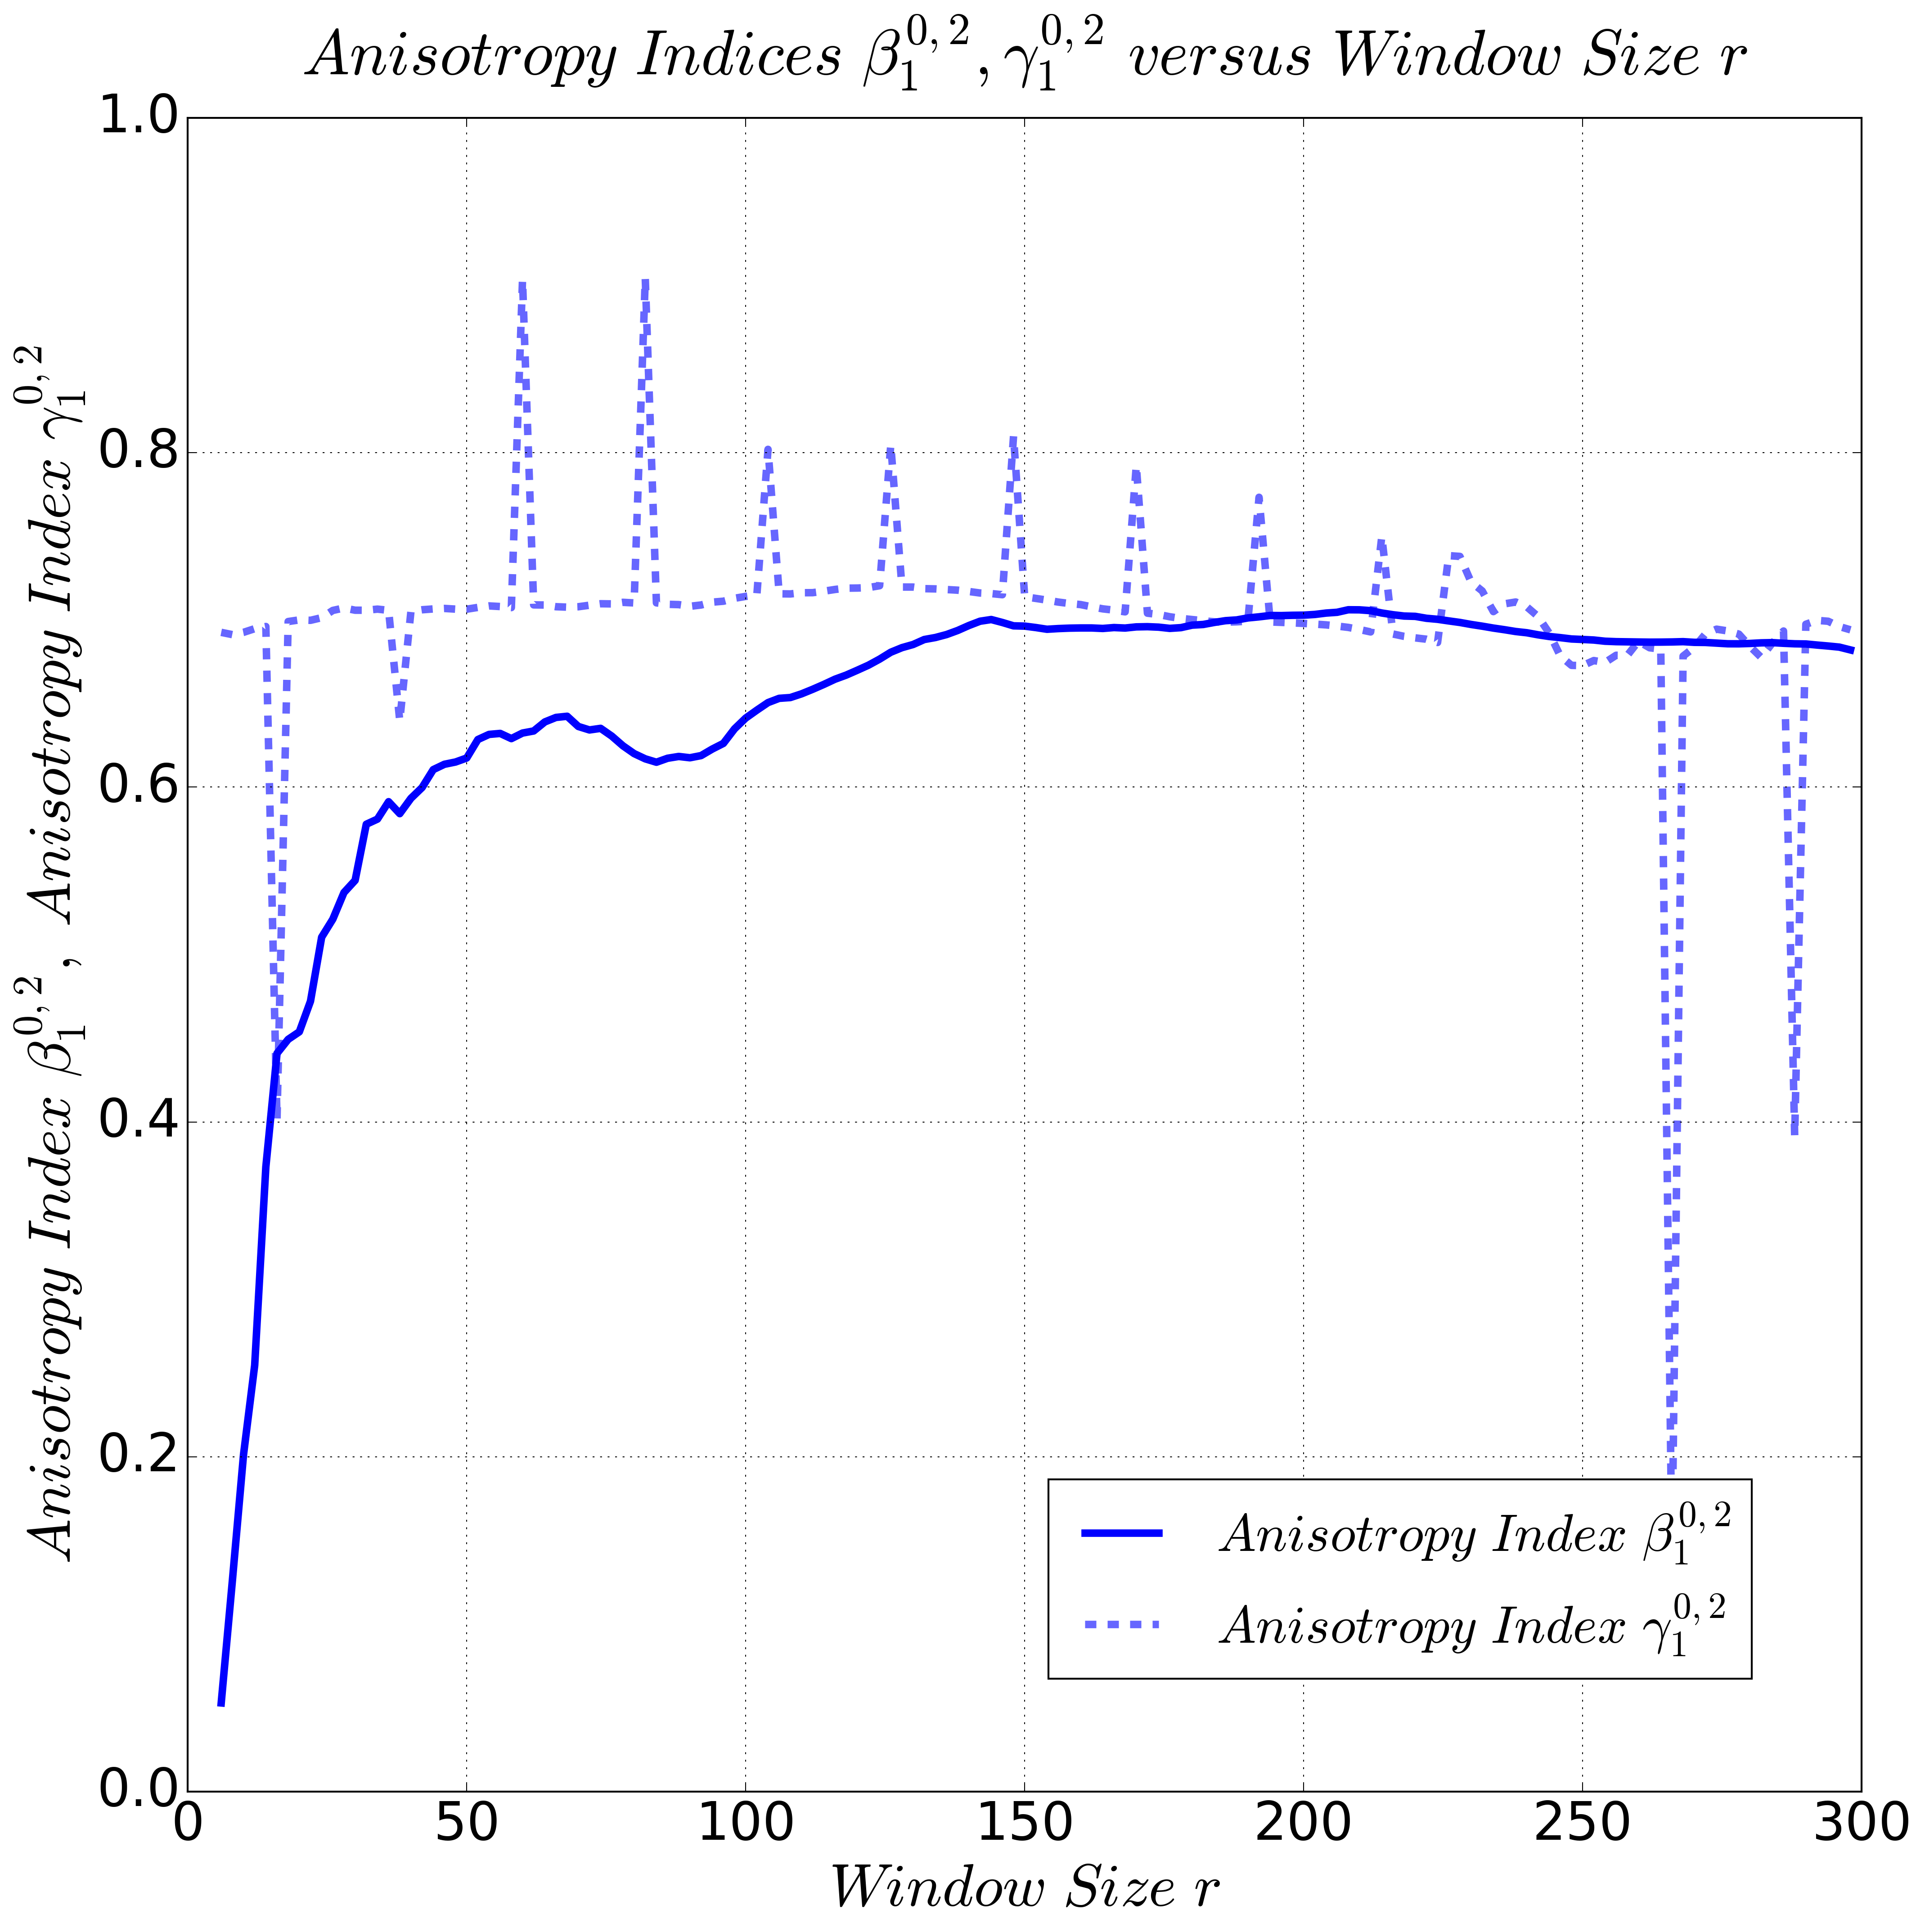 Anisotropy Indices β₁^{0,2}, γ₁^{0,2} versus Window Size r
Anisotropy Index β₁^{0,2}, Anisotropy Index γ₁^{0,2}
1.0
0.8
0.6
0.4
0.2
0.0
0 50 100 150 200 250 300
Window Size r
Anisotropy Index β₁^{0,2}
Anisotropy Index γ₁^{0,2}